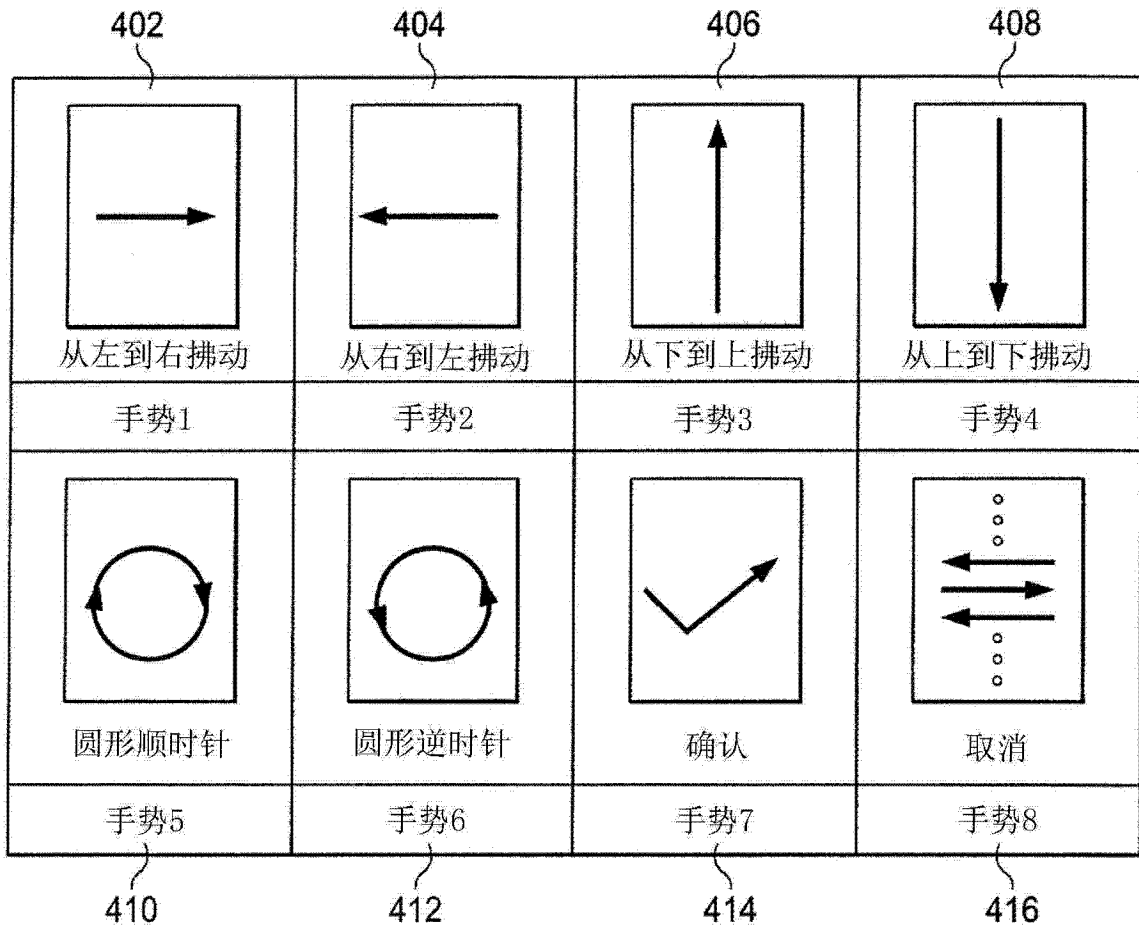 402 404 406 408
从左到右拂动 从右到左拂动 从下到上拂动 从上到下拂动
手势1 手势2 手势3 手势4
圆形顺时针 圆形逆时针 确认 取消
手势5 手势6 手势7 手势8
410 412 414 416